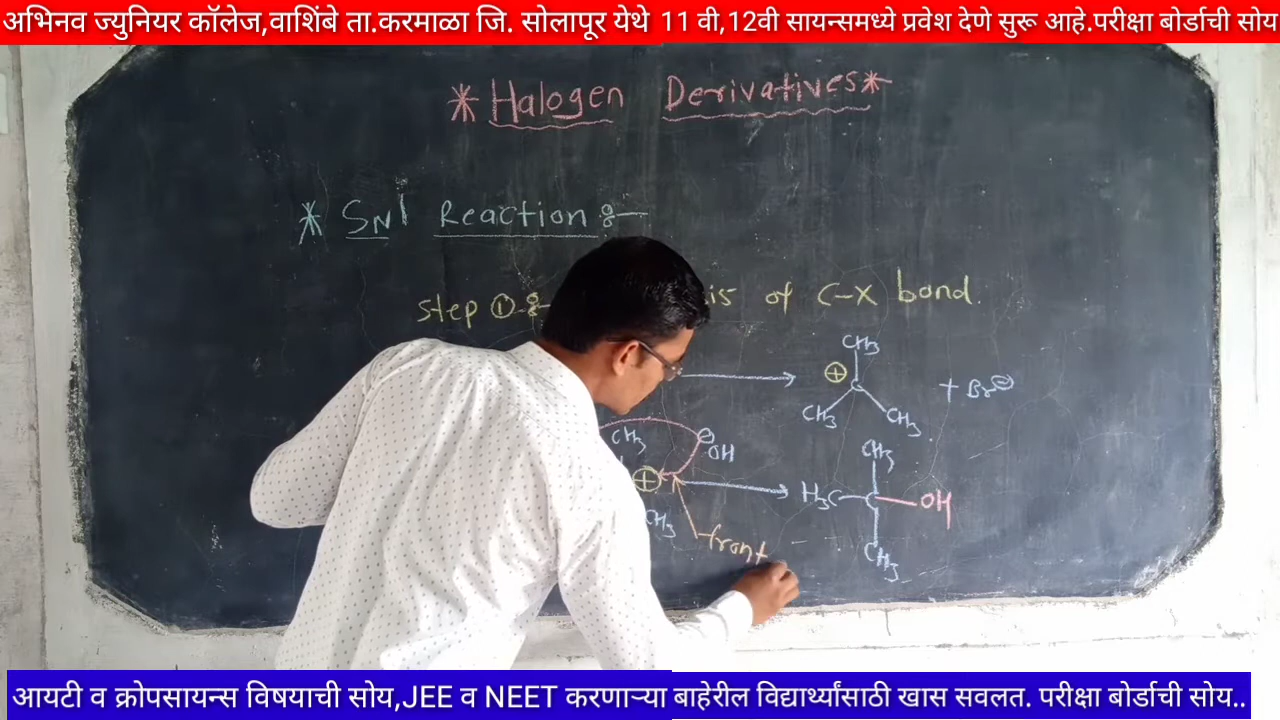 अभिनव ज्युनियर कॉलेज,वाशिंबे ता.करमाळा जि. सोलापूर येथे 11 वी,12वी सायन्समध्ये प्रवेश देणे सुरू आहे.परीक्षा बोर्डाची सोय
* Halogen Derivatives *
* SN1 Reaction :-
step ① :- is of C-X bond.
CH3
⊕ C + Br⊖
CH3 CH3
CH3 ⊖OH CH3
⊕ H3C-C-OH
CH3 front
CH3
आयटी व क्रोपसायन्स विषयाची सोय,JEE व NEET करणाऱ्या बाहेरील विद्यार्थ्यांसाठी खास सवलत. परीक्षा बोर्डाची सोय..